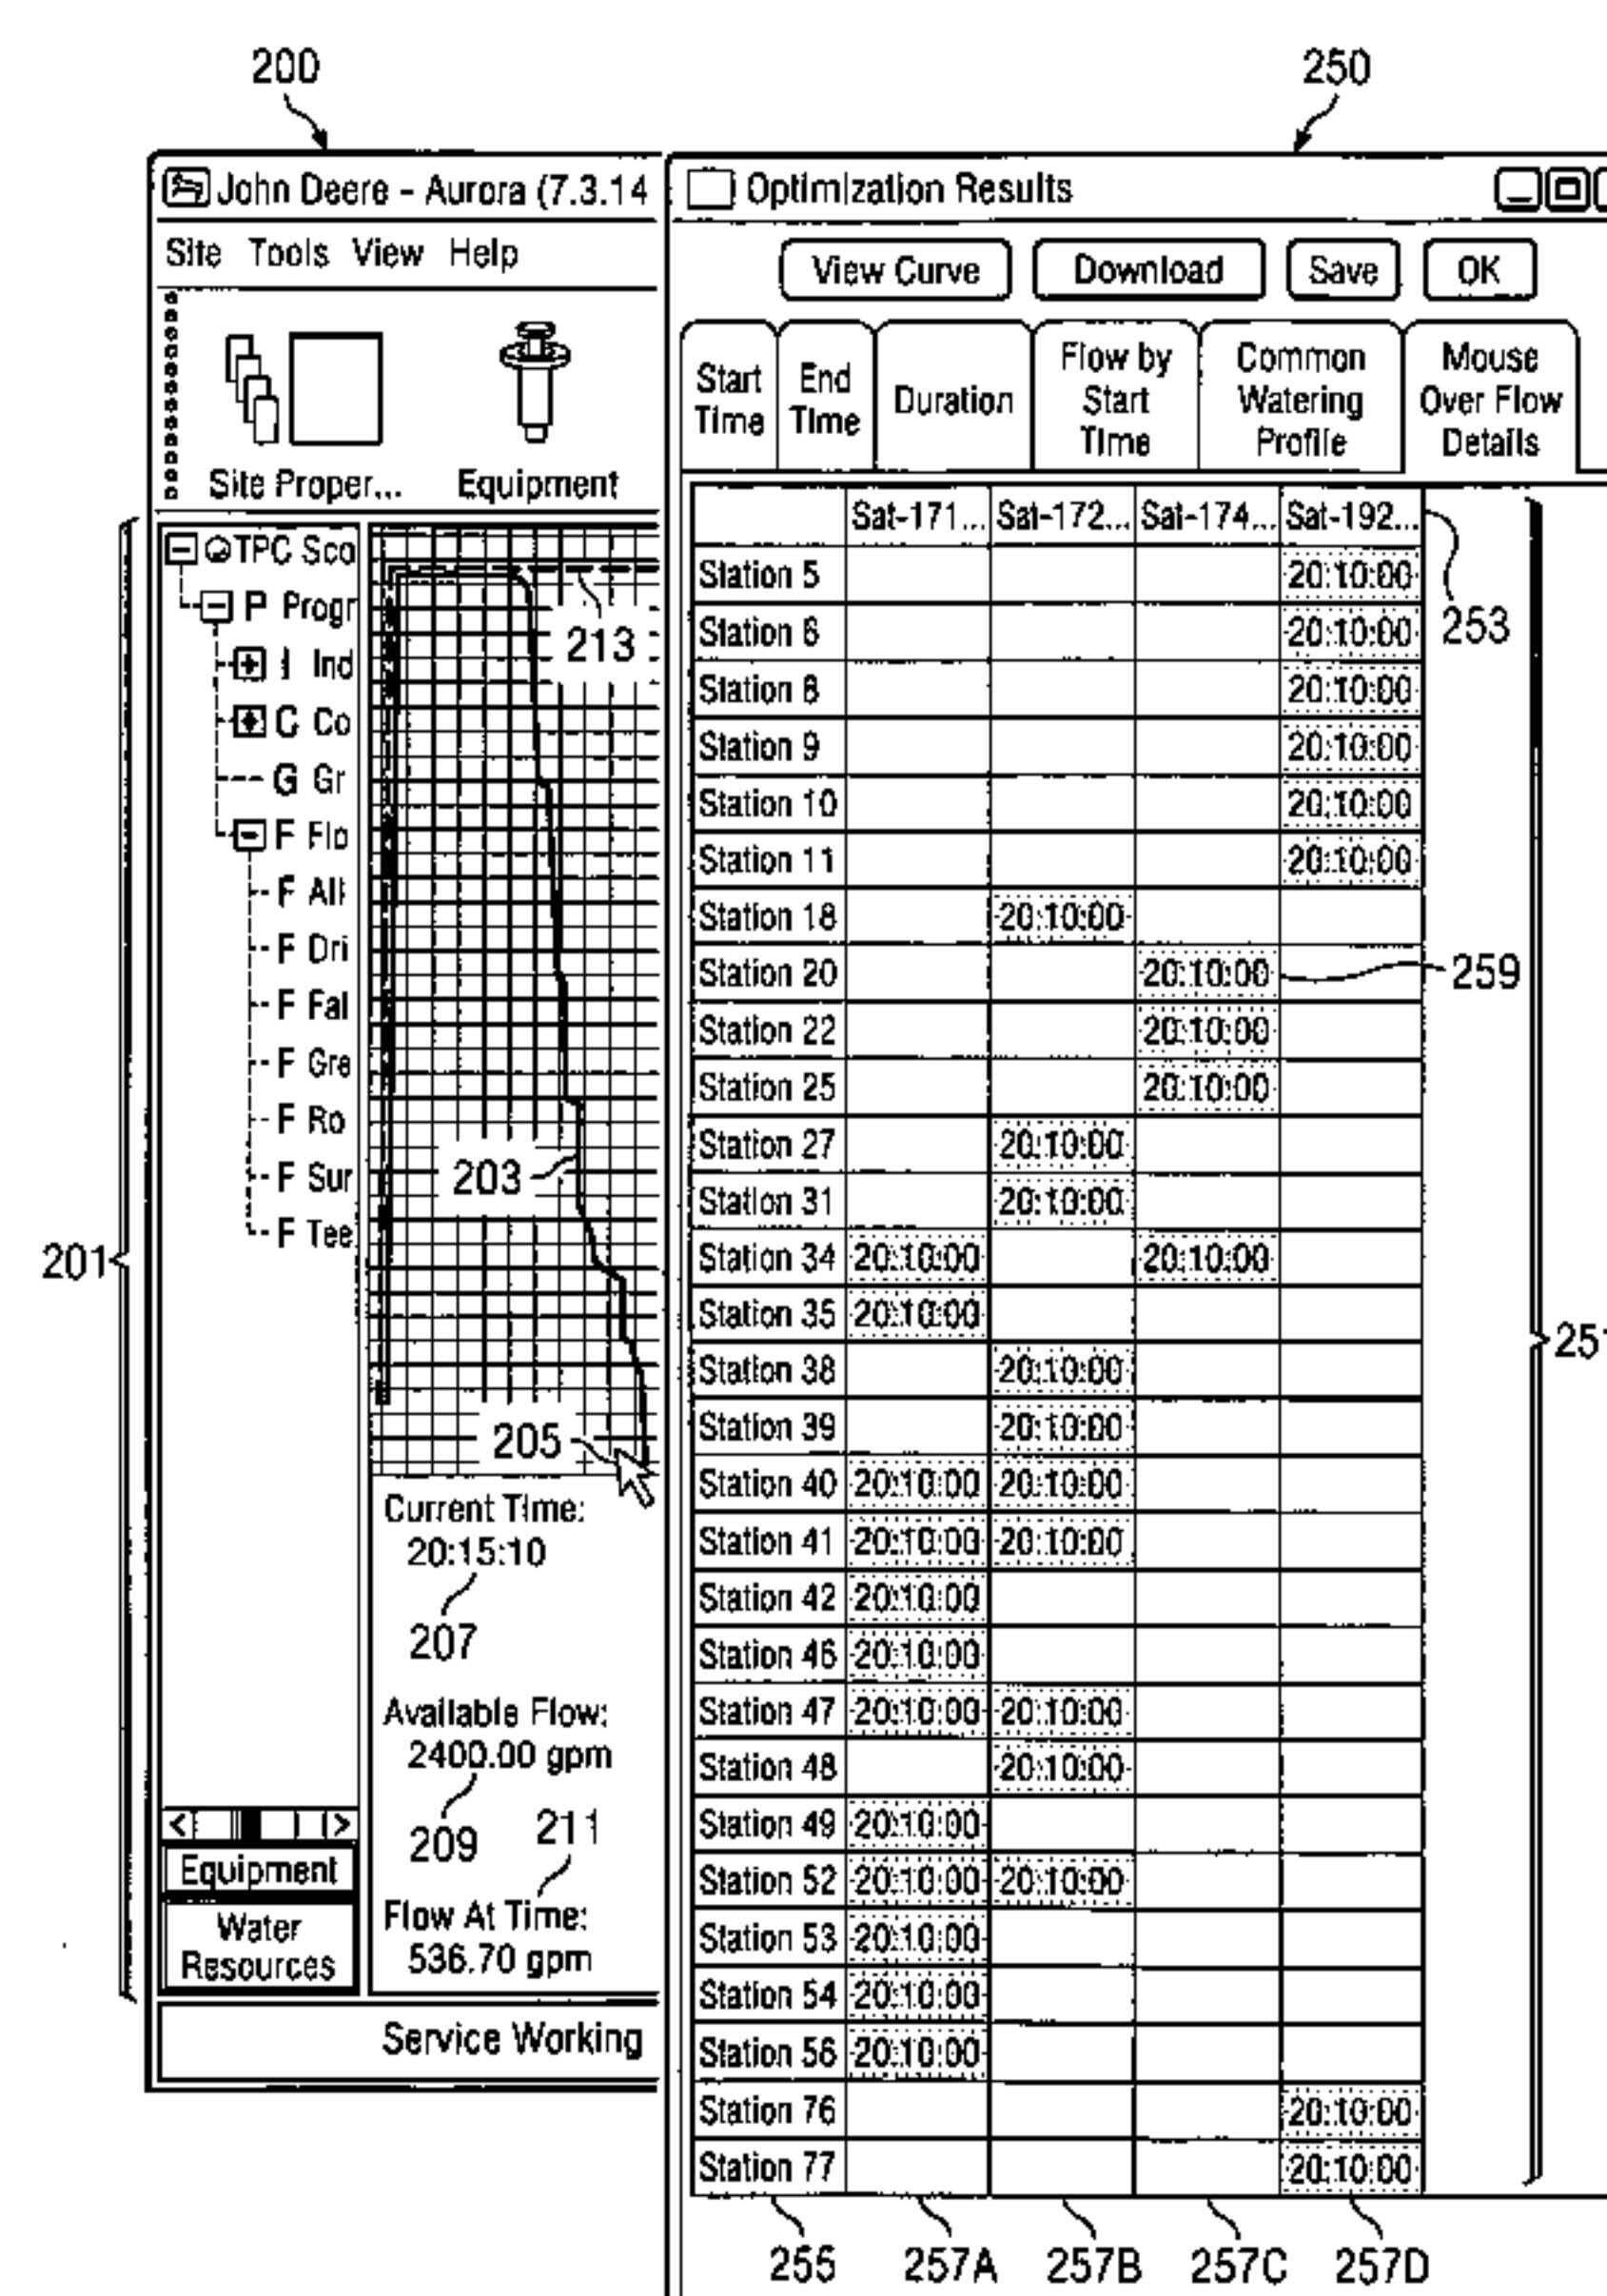 200
250
John Deere - Aurora (7.3.14
Site Tools View Help
Site Proper... Equipment
TPC Sco
P Progr
I Ind
C Co
G Gr
F Flo
F All
F Dri
F Fal
F Gre
F Ro
F Sur
F Tee
201
213
203
205
Current Time:
20:15:10
207
Available Flow:
2400.00 gpm
209
211
Flow At Time:
536.70 gpm
< >
Equipment
Water
Resources
Service Working
Optimization Results
View Curve Download Save OK
Start Time
End Time
Duration
Flow by Start Time
Common Watering Profile
Mouse Over Flow Details
Sat-171... Sat-172... Sat-174... Sat-192...
253
Station 5 20:10:00
Station 6 20:10:00
Station 8 20:10:00
Station 9 20:10:00
Station 10 20:10:00
Station 11 20:10:00
Station 18 20:10:00
Station 20 20:10:00
259
Station 22 20:10:00
Station 25 20:10:00
Station 27 20:10:00
Station 31 20:10:00
Station 34 20:10:00 20:10:00
Station 35 20:10:00
251
Station 38 20:10:00
Station 39 20:10:00
Station 40 20:10:00 20:10:00
Station 41 20:10:00 20:10:00
Station 42 20:10:00
Station 46 20:10:00
Station 47 20:10:00 20:10:00
Station 48 20:10:00
Station 49 20:10:00
Station 52 20:10:00 20:10:00
Station 53 20:10:00
Station 54 20:10:00
Station 56 20:10:00
Station 76 20:10:00
Station 77 20:10:00
255 257A 257B 257C 257D